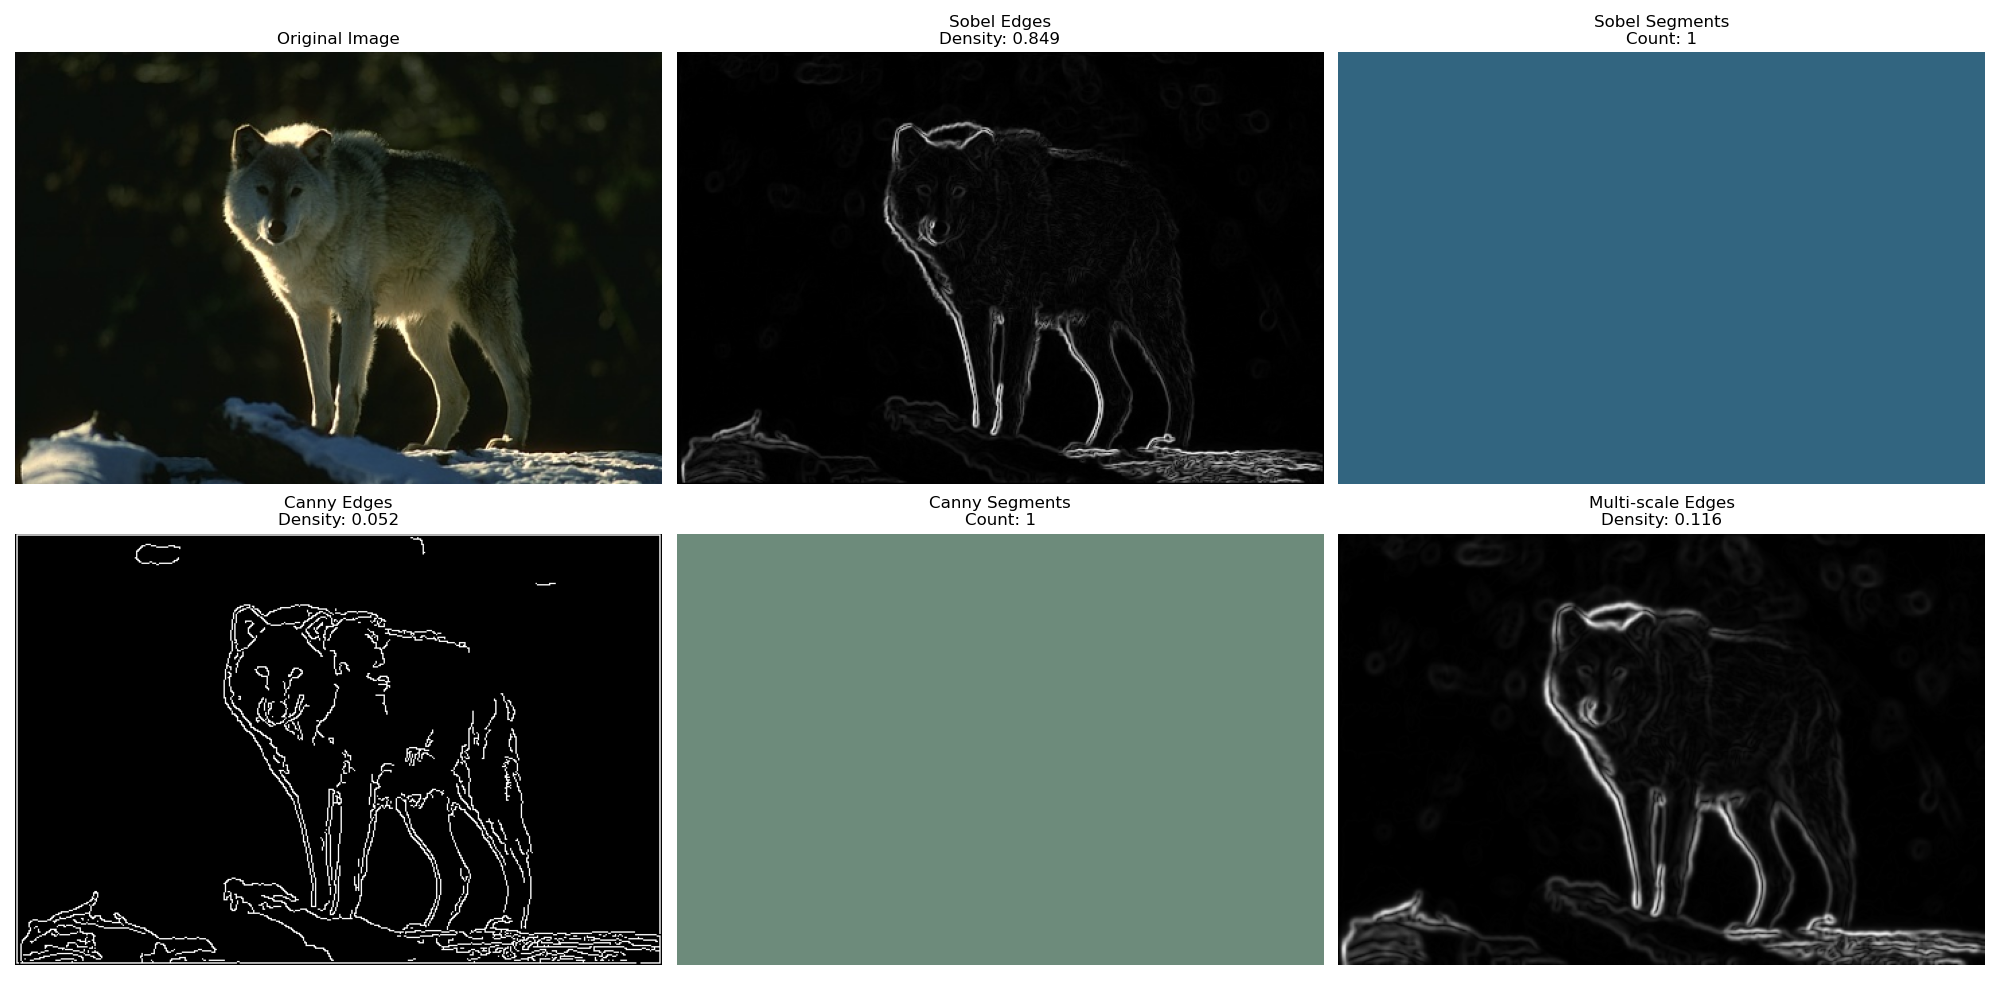 Original Image
Sobel Edges
Density: 0.849
Sobel Segments
Count: 1
Canny Edges
Density: 0.052
Canny Segments
Count: 1
Multi-scale Edges
Density: 0.116